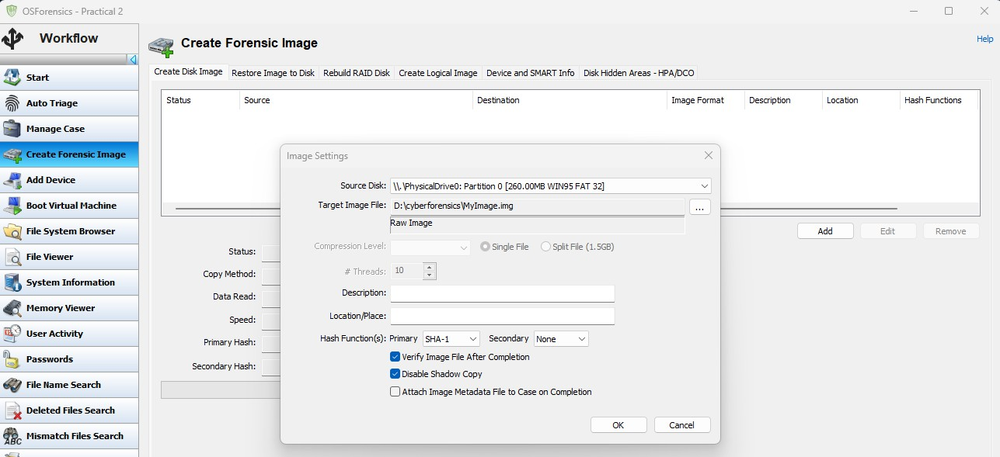 OSForensics - Practical 2
Workflow
Start
Auto Triage
Manage Case
Create Forensic Image
Add Device
Boot Virtual Machine
File System Browser
File Viewer
System Information
Memory Viewer
User Activity
Passwords
File Name Search
Deleted Files Search
ABC Mismatch Files Search
Create Forensic Image
Help
Create Disk Image Restore Image to Disk Rebuild RAID Disk Create Logical Image Device and SMART Info Disk Hidden Areas - HPA/DCO
Status Source Destination Image Format Description Location Hash Functions
Add Edit Remove
Status:
Copy Method:
Data Read:
Speed:
Primary Hash:
Secondary Hash:
Image Settings
Source Disk: \\.\PhysicalDrive0: Partition 0 [260.00MB WIN95 FAT 32]
Target Image File: D:\cyberforensics\MyImage.img ...
Raw Image
Compression Level: Single File Split File (1.5GB)
# Threads: 10
Description:
Location/Place:
Hash Function(s): Primary SHA-1 Secondary None
Verify Image File After Completion
Disable Shadow Copy
Attach Image Metadata File to Case on Completion
OK Cancel